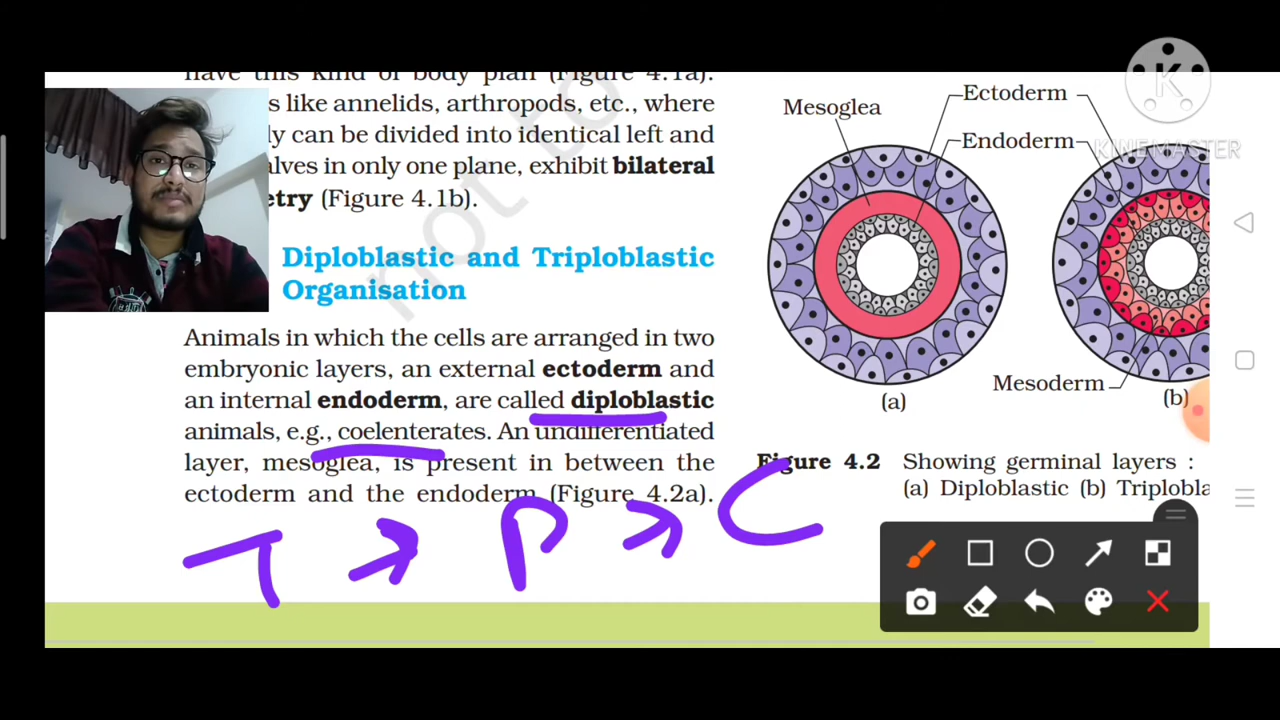 have this kind of body plan (Figure 4.1a).
s like annelids, arthropods, etc., where
y can be divided into identical left and
alves in only one plane, exhibit bilateral
etry (Figure 4.1b).
Diploblastic and Triploblastic
Organisation
Animals in which the cells are arranged in two
embryonic layers, an external ectoderm and
an internal endoderm, are called diploblastic
animals, e.g., coelenterates. An undifferentiated
layer, mesoglea, is present in between the
ectoderm and the endoderm (Figure 4.2a).
T → P → C
not to
Mesoglea
Ectoderm
Endoderm
Mesoderm
(a)
(b)
Figure 4.2 Showing germinal layers :
(a) Diploblastic (b) Triplobla
K
KINEMASTER